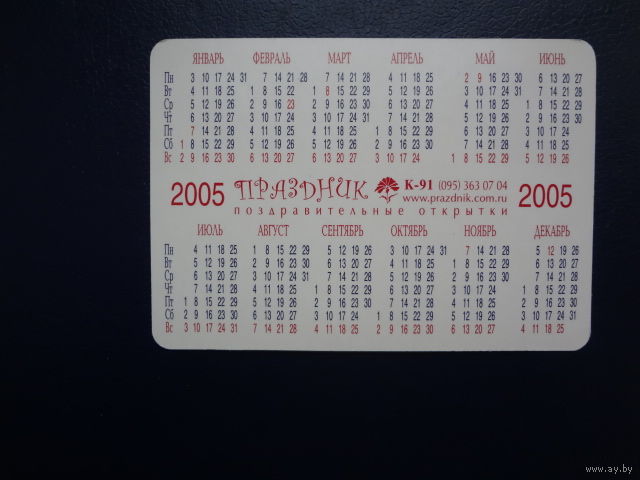 ЯНВАРЬ ФЕВРАЛЬ МАРТ АПРЕЛЬ МАЙ ИЮНЬ
Пн 3 10 17 24 31 7 14 21 28 7 14 21 28 4 11 18 25 2 9 16 23 30 6 13 20 27
Вт 4 11 18 25 1 8 15 22 1 8 15 22 29 5 12 19 26 3 10 17 24 31 7 14 21 28
Ср 5 12 19 26 2 9 16 23 2 9 16 23 30 6 13 20 27 4 11 18 25 1 8 15 22 29
Чт 6 13 20 27 3 10 17 24 3 10 17 24 31 7 14 21 28 5 12 19 26 2 9 16 23 30
Пт 7 14 21 28 4 11 18 25 4 11 18 25 1 8 15 22 29 6 13 20 27 3 10 17 24
Сб 1 8 15 22 29 5 12 19 26 5 12 19 26 2 9 16 23 30 7 14 21 28 4 11 18 25
Вс 2 9 16 23 30 6 13 20 27 6 13 20 27 3 10 17 24 1 8 15 22 29 5 12 19 26
2005 ПРАЗДНИК К-91 (095) 363 07 04 2005
www.prazdnik.com.ru
поздравительные открытки
ИЮЛЬ АВГУСТ СЕНТЯБРЬ ОКТЯБРЬ НОЯБРЬ ДЕКАБРЬ
Пн 4 11 18 25 1 8 15 22 29 5 12 19 26 3 10 17 24/31 7 14 21 28 5 12 19 26
Вт 5 12 19 26 2 9 16 23 30 6 13 20 27 4 11 18 25 1 8 15 22 29 6 13 20 27
Ср 6 13 20 27 3 10 17 24 31 7 14 21 28 5 12 19 26 2 9 16 23 30 7 14 21 28
Чт 7 14 21 28 4 11 18 25 1 8 15 22 29 6 13 20 27 3 10 17 24 1 8 15 22 29
Пт 1 8 15 22 29 5 12 19 26 2 9 16 23 30 7 14 21 28 4 11 18 25 2 9 16 23 30
Сб 2 9 16 23 30 6 13 20 27 3 10 17 24 1 8 15 22 29 5 12 19 26 3 10 17 24 31
Вс 3 10 17 24/31 7 14 21 28 4 11 18 25 2 9 16 23 30 6 13 20 27 4 11 18 25
www.ay.by